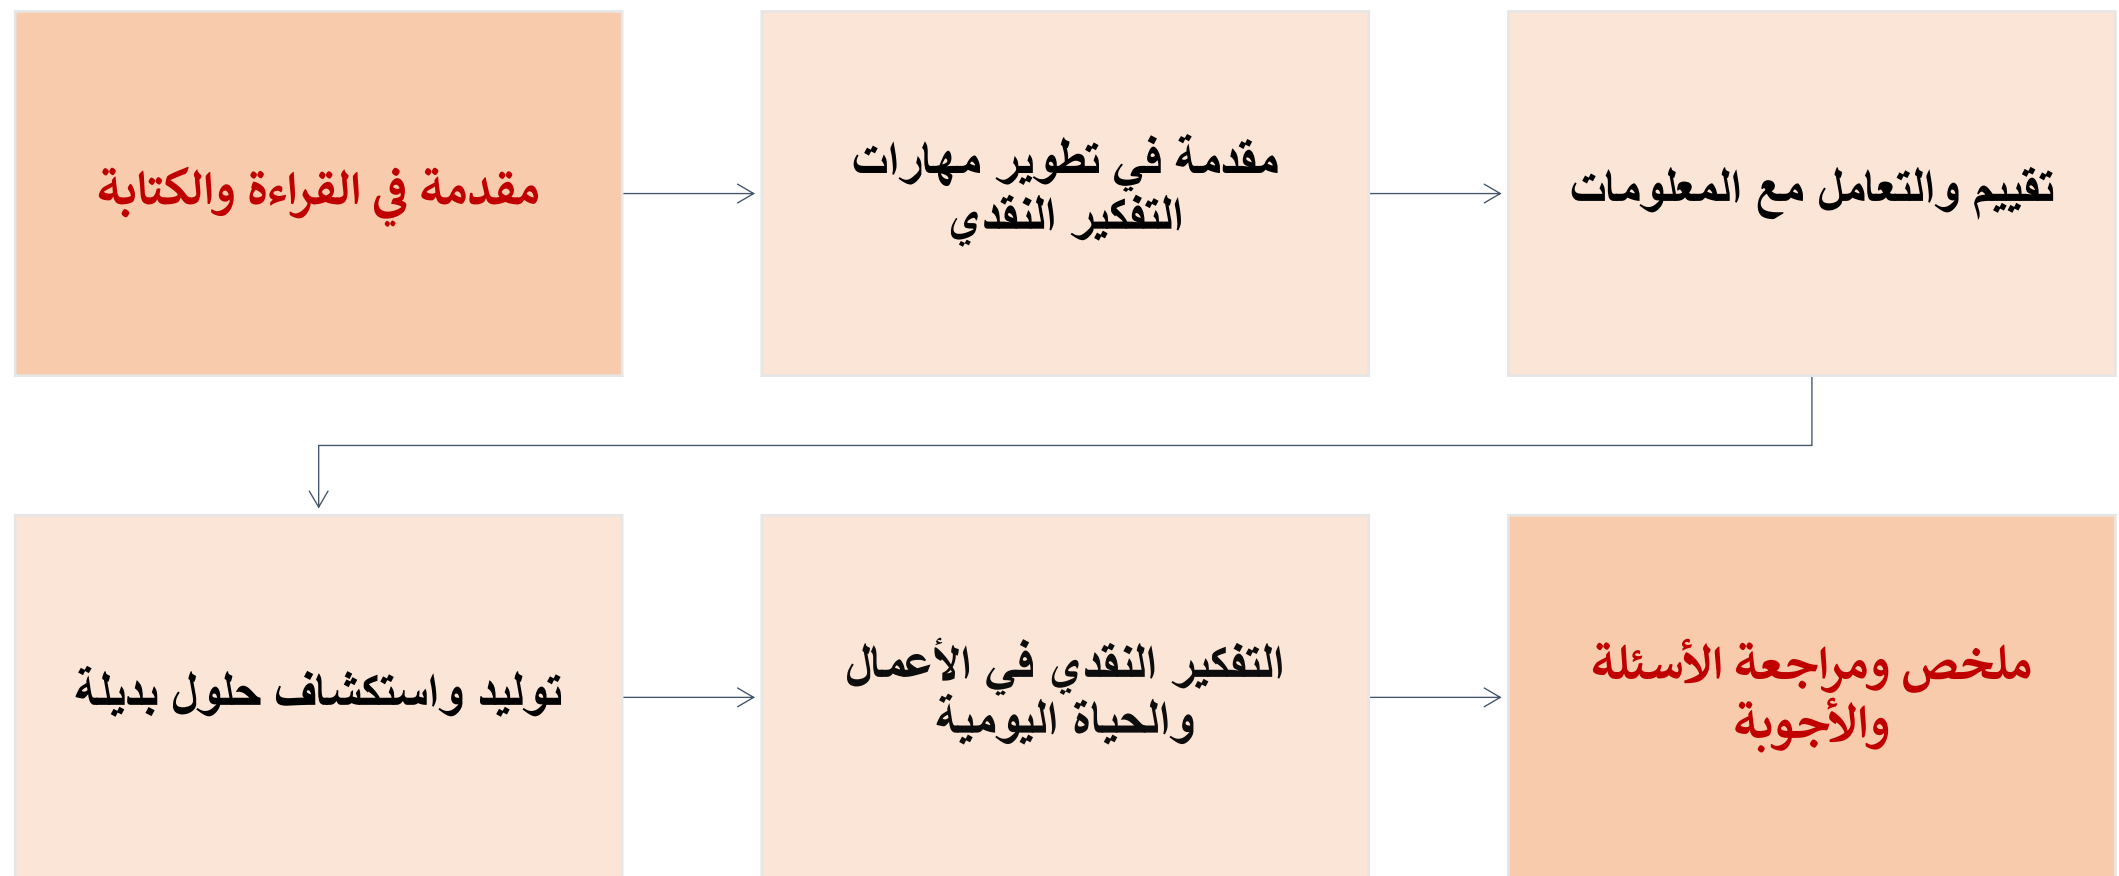 مقدمة في القراءة والكتابة
مقدمة في تطوير مهارات
التفكير النقدي
تقييم والتعامل مع المعلومات
توليد واستكشاف حلول بديلة
التفكير النقدي في الأعمال
والحياة اليومية
ملخص ومراجعة الأسئلة
والأجوبة